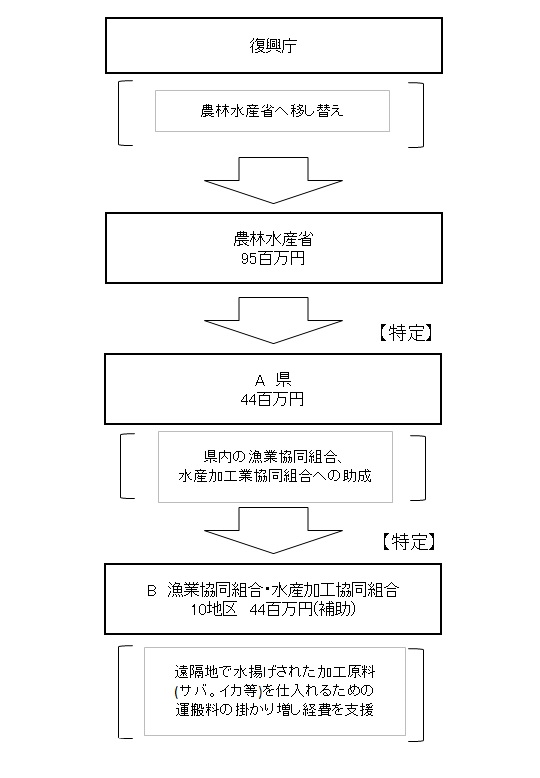 復興庁
農林水産省へ移し替え
農林水産省
95百万円
【特定】
A 県
44百万円
県内の漁業協同組合、
水産加工業協同組合への助成
【特定】
B 漁業協同組合・水産加工協同組合
10地区 44百万円(補助)
遠隔地で水揚げされた加工原料
(サバ。イカ等)を仕入れるための
運搬料の掛かり増し経費を支援